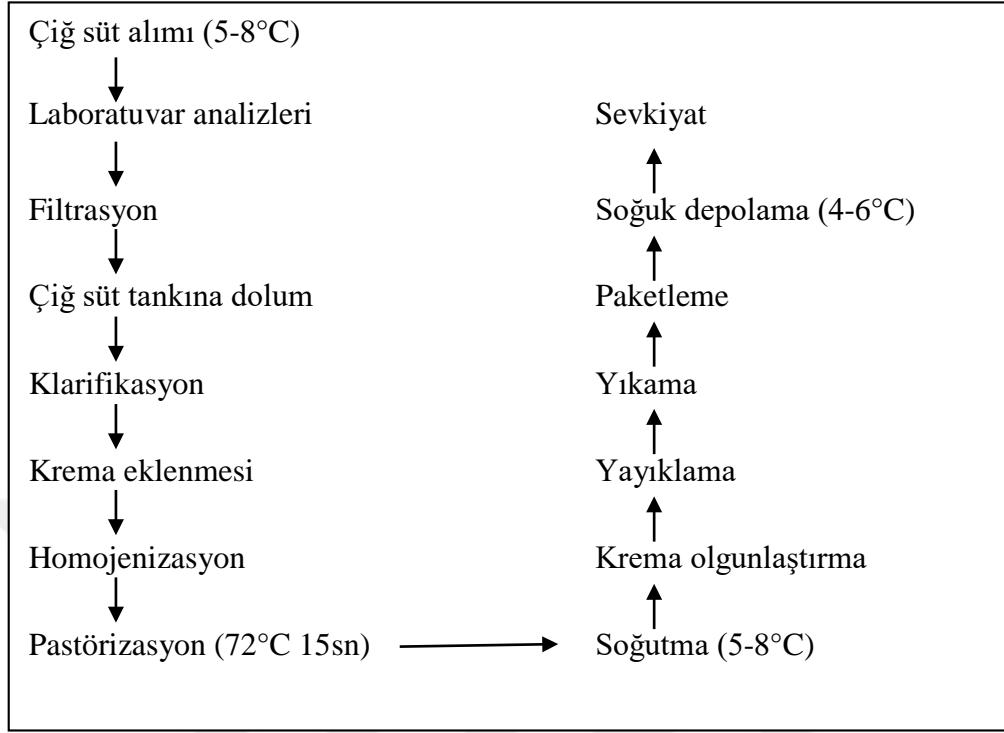 Çiğ süt alımı (5-8°C)
Laboratuvar analizleri
Filtrasyon
Çiğ süt tankına dolum
Klarifikasyon
Krema eklenmesi
Homojenizasyon
Pastörizasyon (72°C 15sn)
Soğutma (5-8°C)
Krema olgunlaştırma
Yayıklama
Yıkama
Paketleme
Soğuk depolama (4-6°C)
Sevkiyat